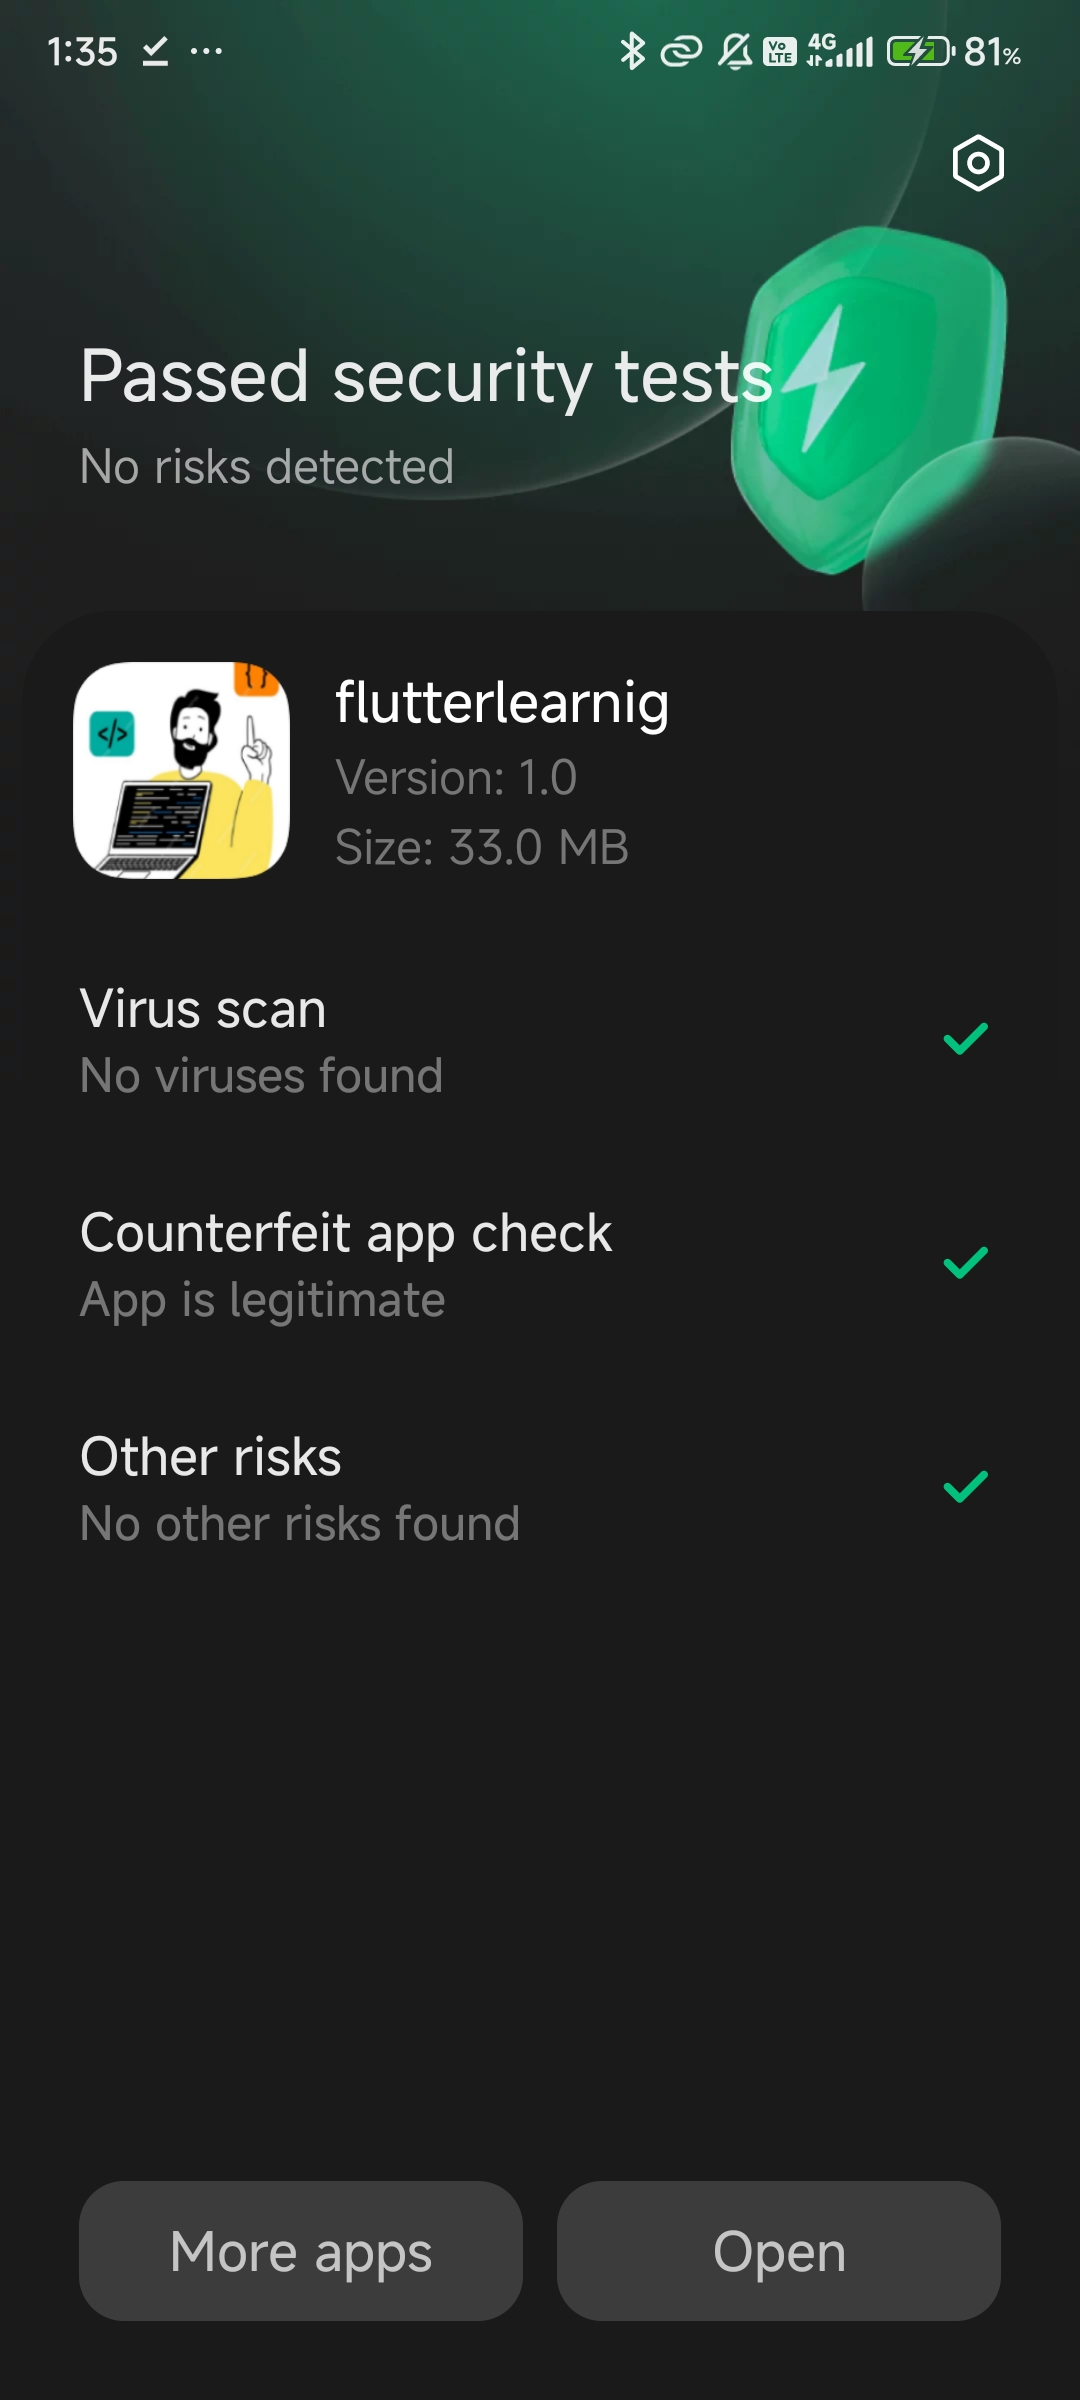 1:35
Vo LTE 4G 81%
Passed security tests
No risks detected
{}
</>
flutterlearnig
Version: 1.0
Size: 33.0 MB
Virus scan
No viruses found
Counterfeit app check
App is legitimate
Other risks
No other risks found
More apps
Open